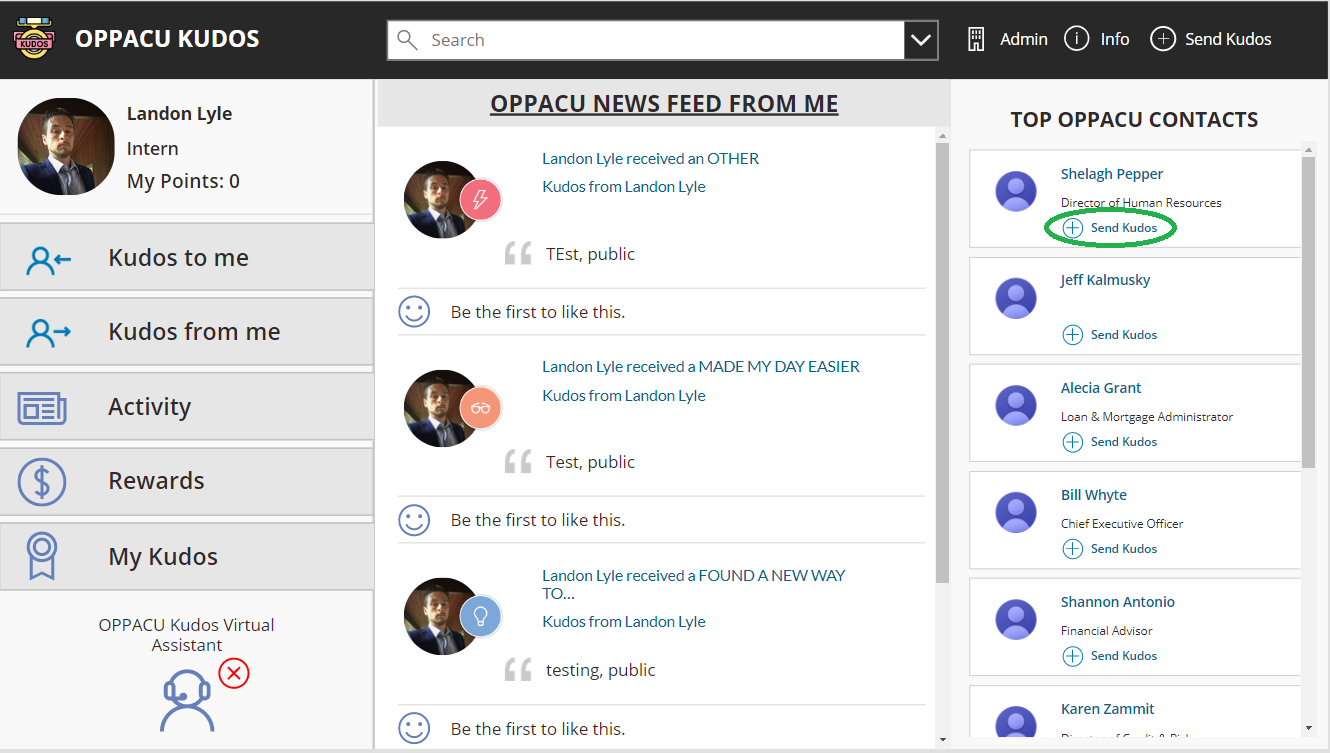 KUDOS
OPPACU KUDOS
Search
Admin
Info
Send Kudos
Landon Lyle
Intern
My Points: 0
Kudos to me
Kudos from me
Activity
Rewards
My Kudos
OPPACU Kudos Virtual
Assistant
OPPACU NEWS FEED FROM ME
Landon Lyle received an OTHER
Kudos from Landon Lyle
TEst, public
Be the first to like this.
Landon Lyle received a MADE MY DAY EASIER
Kudos from Landon Lyle
Test, public
Be the first to like this.
Landon Lyle received a FOUND A NEW WAY
TO...
Kudos from Landon Lyle
testing, public
Be the first to like this.
TOP OPPACU CONTACTS
Shelagh Pepper
Director of Human Resources
Send Kudos
Jeff Kalmusky
Send Kudos
Alecia Grant
Loan & Mortgage Administrator
Send Kudos
Bill Whyte
Chief Executive Officer
Send Kudos
Shannon Antonio
Financial Advisor
Send Kudos
Karen Zammit